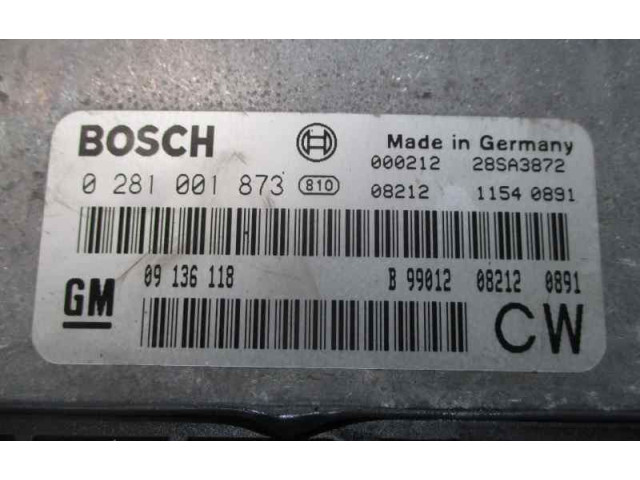 BOSCH
Made in Germany
000212 28SA3872
0 281 001 873 810
08212 1154 0891
GM
09 136 118
B 99012 08212 0891
CW